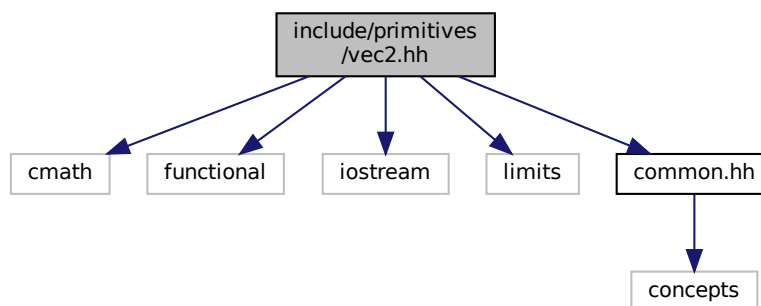 include/primitives
/vec2.hh
cmath
functional
iostream
limits
common.hh
concepts